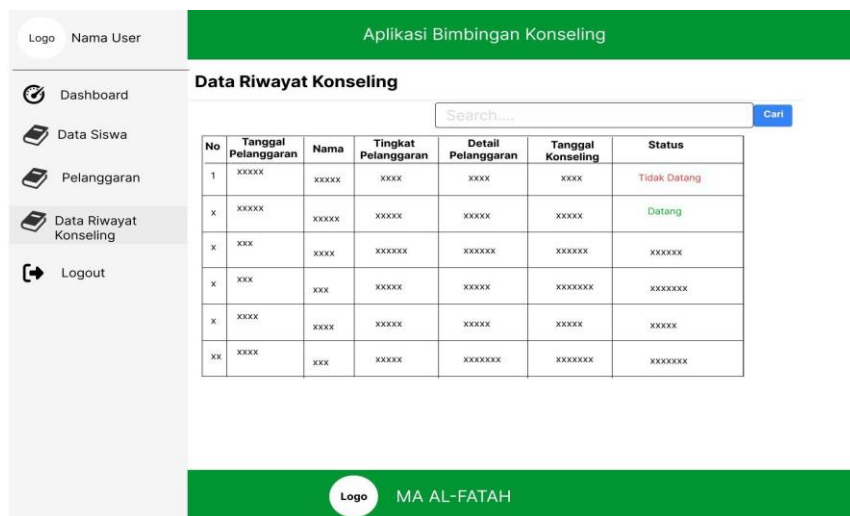 Logo Nama User
Aplikasi Bimbingan Konseling
Dashboard
Data Siswa
Pelanggaran
Data Riwayat
Konseling
Logout
Data Riwayat Konseling
Search.... Cari
No Tanggal Pelanggaran Nama Tingkat Pelanggaran Detail Pelanggaran Tanggal Konseling Status
1 xxxxx xxxxx xxxx xxxx xxxx Tidak Datang
x xxxxx xxxxx xxxxx xxxxx xxxxx Datang
x xxx xxxx xxxxxx xxxxxx xxxxxx xxxxxx
x xxx xxx xxxxx xxxxx xxxxxxx xxxxxxx
x xxxx xxxx xxxxx xxxxx xxxxx xxxxx
xx xxxx xxx xxxxx xxxxxxx xxxxxxx xxxxxxx
Logo MA AL-FATAH